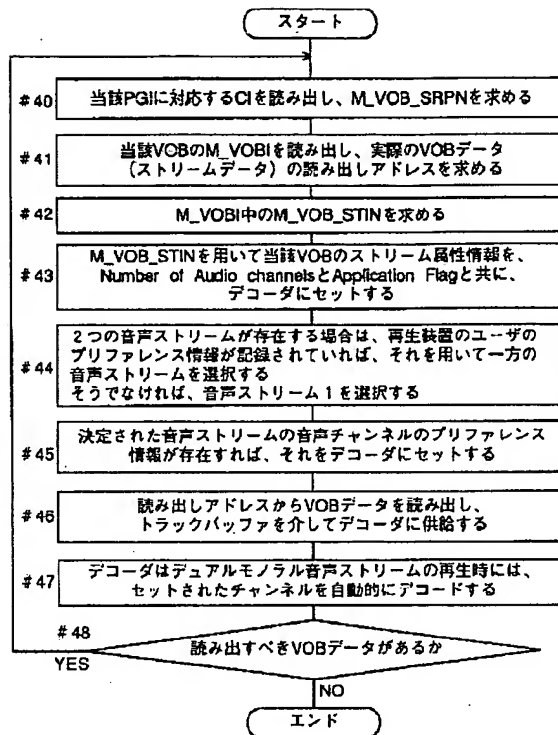 スタート
#40
当該PGIに対応するCIを読み出し、M_VOB_SRPNを求める
#41
当該VOBのM_VOBIを読み出し、実際のVOBデータ
(ストリームデータ)の読み出しアドレスを求める
#42
M_VOBI中のM_VOB_STINを求める
#43
M_VOB_STINを用いて当該VOBのストリーム属性情報を、
Number of Audio channelsとApplication Flagと共に、
デコーダにセットする
#44
2つの音声ストリームが存在する場合は、再生装置のユーザの
プリファレンス情報が記録されていれば、それを用いて一方の
音声ストリームを選択する
そうでなければ、音声ストリーム1を選択する
#45
決定された音声ストリームの音声チャンネルのプリファレンス
情報が存在すれば、それをデコーダにセットする
#46
読み出しアドレスからVOBデータを読み出し、
トラックバッファを介してデコーダに供給する
#47
デコーダはデュアルモノラル音声ストリームの再生時には、
セットされたチャンネルを自動的にデコードする
#48
YES
読み出すべきVOBデータがあるか
NO
エンド